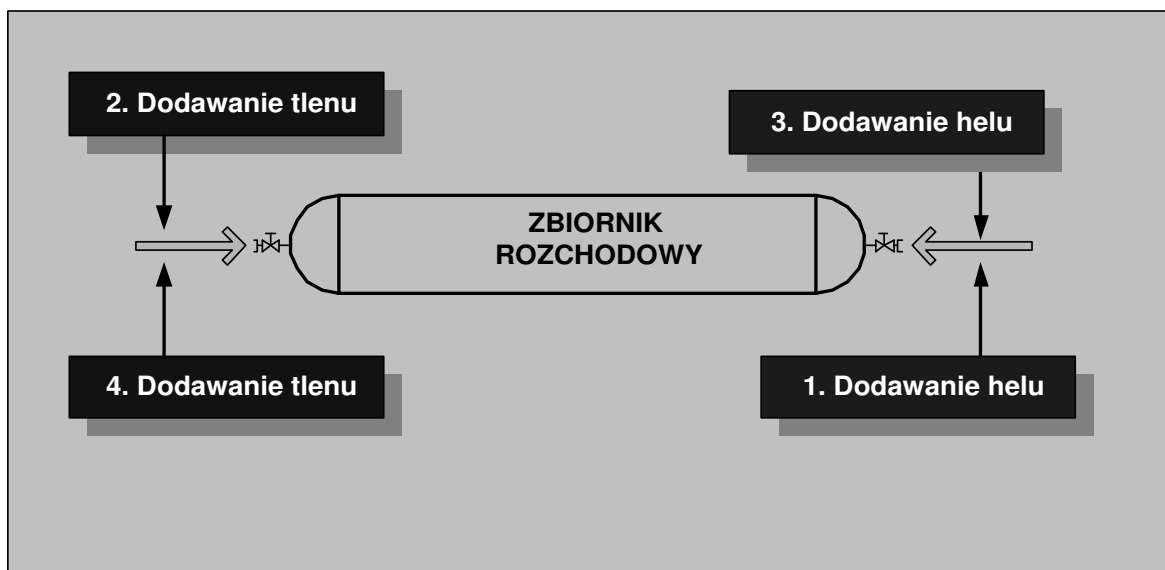 2. Dodawanie tlenu
3. Dodawanie helu
ZBIORNIK
ROZCHODOWY
4. Dodawanie tlenu
1. Dodawanie helu